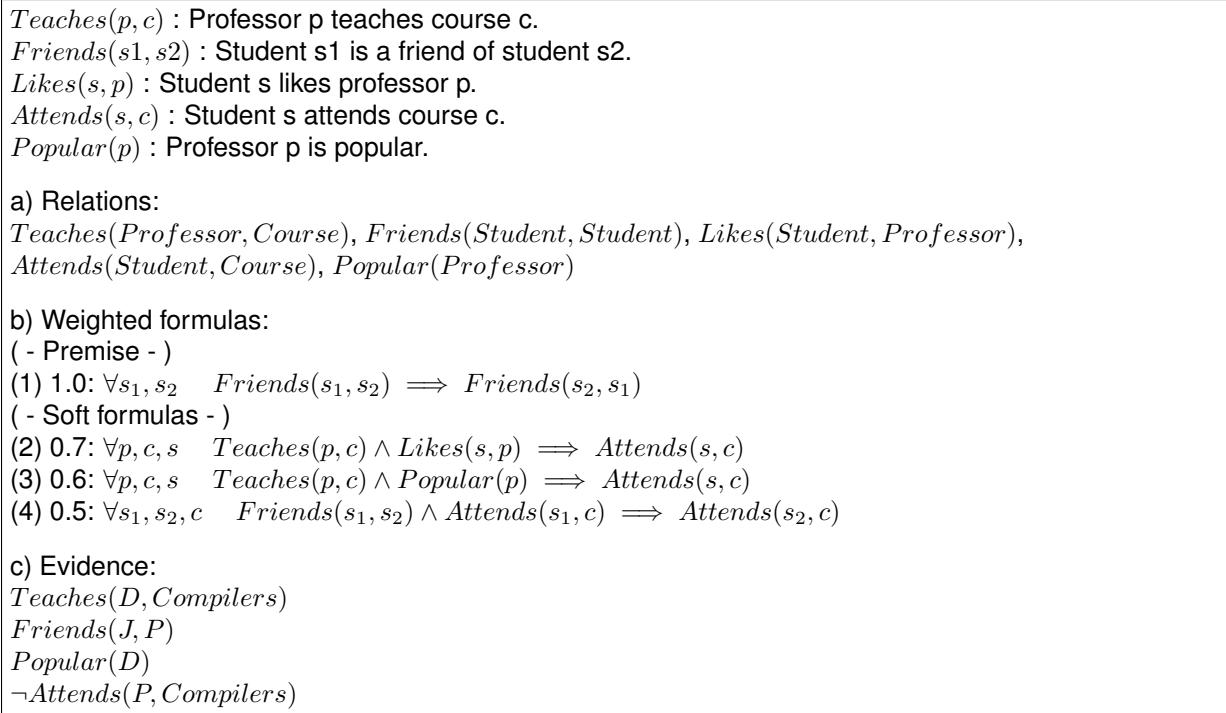 Teaches(p, c) : Professor p teaches course c.
Friends(s1, s2) : Student s1 is a friend of student s2.
Likes(s, p) : Student s likes professor p.
Attends(s, c) : Student s attends course c.
Popular(p) : Professor p is popular.
a) Relations:
Teaches(Professor, Course), Friends(Student, Student), Likes(Student, Professor),
Attends(Student, Course), Popular(Professor)
b) Weighted formulas:
( - Premise - )
(1) 1.0: ∀s₁, s₂ Friends(s₁, s₂) ⟹ Friends(s₂, s₁)
( - Soft formulas - )
(2) 0.7: ∀p, c, s Teaches(p, c) ∧ Likes(s, p) ⟹ Attends(s, c)
(3) 0.6: ∀p, c, s Teaches(p, c) ∧ Popular(p) ⟹ Attends(s, c)
(4) 0.5: ∀s₁, s₂, c Friends(s₁, s₂) ∧ Attends(s₁, c) ⟹ Attends(s₂, c)
c) Evidence:
Teaches(D, Compilers)
Friends(J, P)
Popular(D)
¬Attends(P, Compilers)